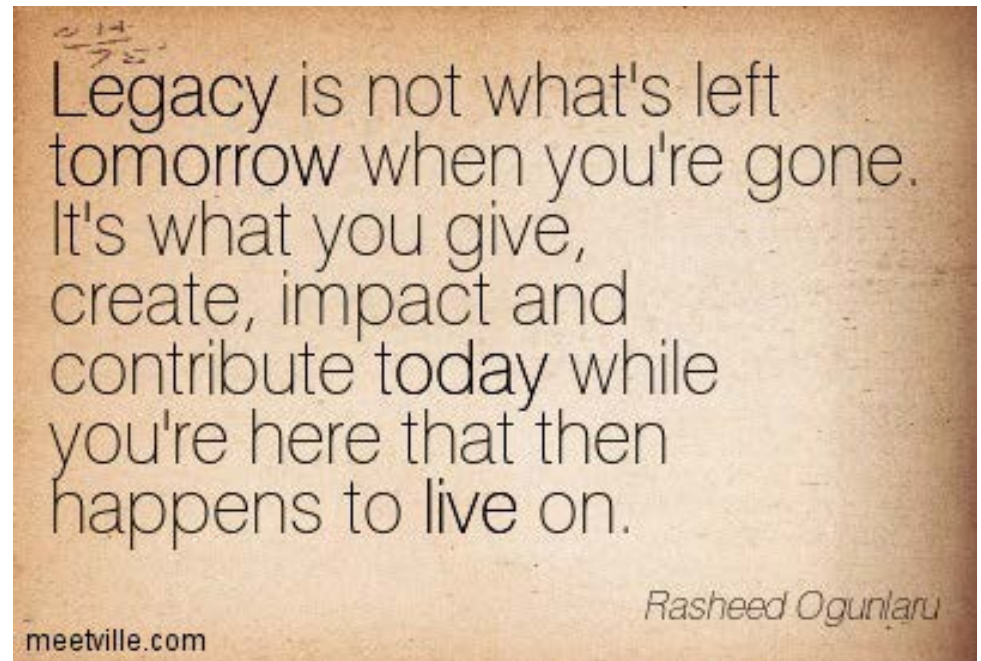 Legacy is not what's left
tomorrow when you're gone.
It's what you give,
create, impact and
contribute today while
you're here that then
happens to live on.
Rasheed Ogunlaru
meetville.com